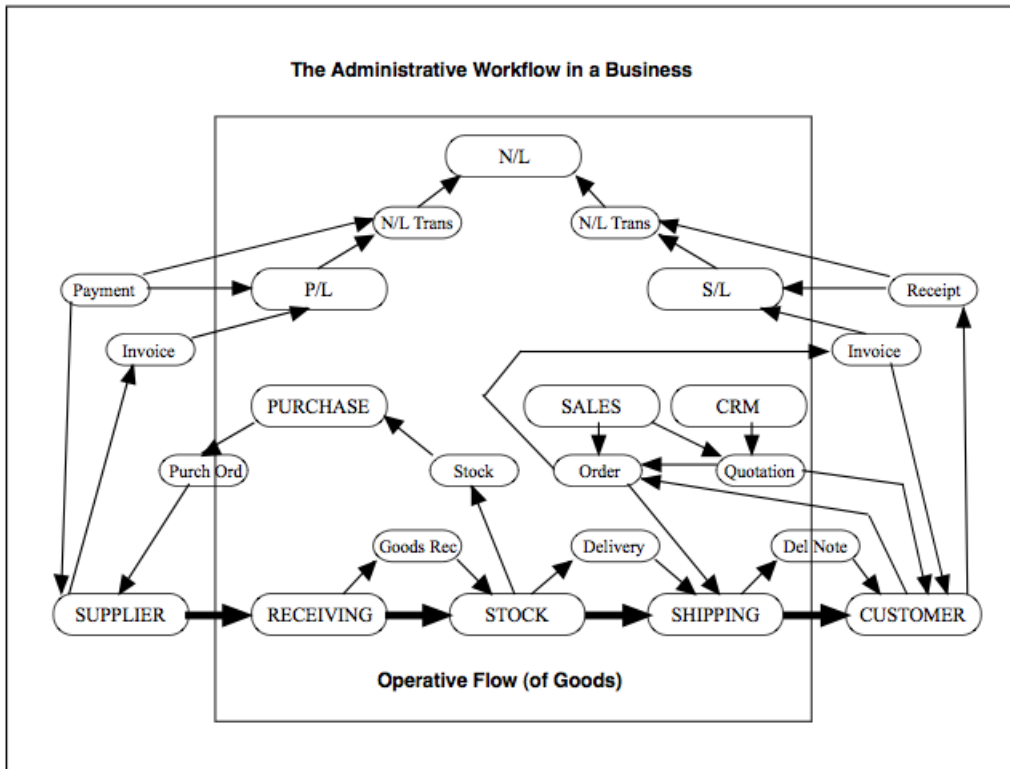 The Administrative Workflow in a Business
N/L
N/L Trans
N/L Trans
Payment
P/L
S/L
Receipt
Invoice
Invoice
PURCHASE
SALES
CRM
Purch Ord
Stock
Order
Quotation
Goods Rec
Delivery
Del Note
SUPPLIER
RECEIVING
STOCK
SHIPPING
CUSTOMER
Operative Flow (of Goods)